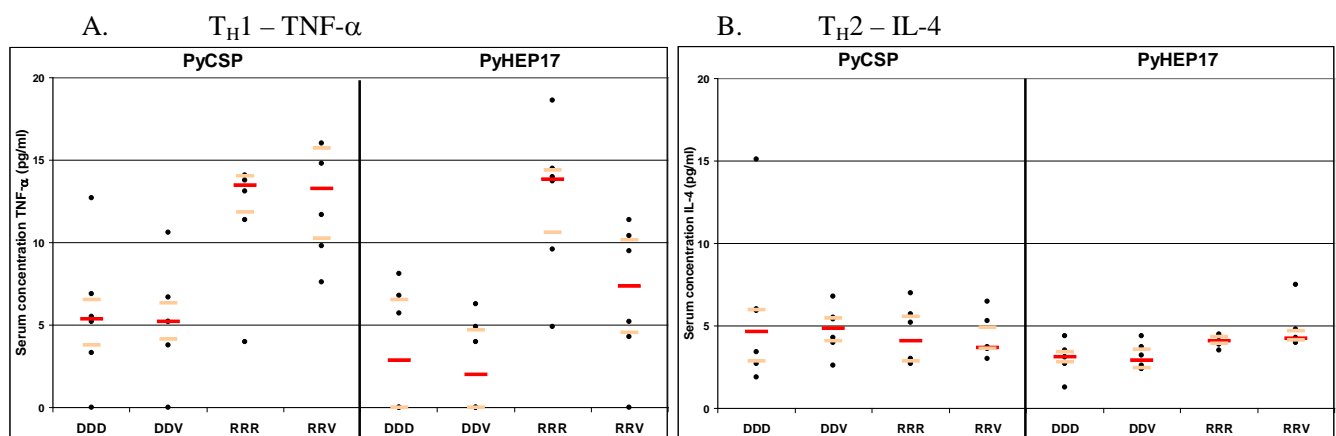 A. T_H1 – TNF-α
PyCSP PyHEP17
Serum concentration TNF-α (pg/ml)
20
15
10
5
0
DDD DDV RRR RRV DDD DDV RRR RRV
B. T_H2 – IL-4
PyCSP PyHEP17
Serum concentration IL-4 (pg/ml)
20
15
10
5
0
DDD DDV RRR RRV DDD DDV RRR RRV